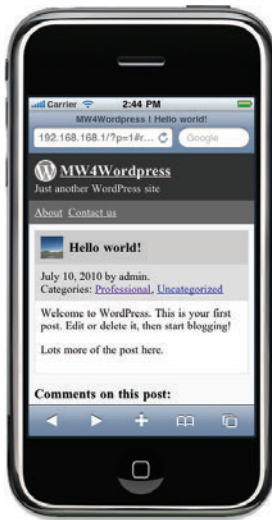 Carrier 2:44 PM
MW4Wordpress | Hello world!
192.168.168.1/?p=1#r... Google
MW4Wordpress
Just another WordPress site
About Contact us
Hello world!
July 10, 2010 by admin.
Categories: Professional, Uncategorized
Welcome to WordPress. This is your first
post. Edit or delete it, then start blogging!
Lots more of the post here.
Comments on this post: